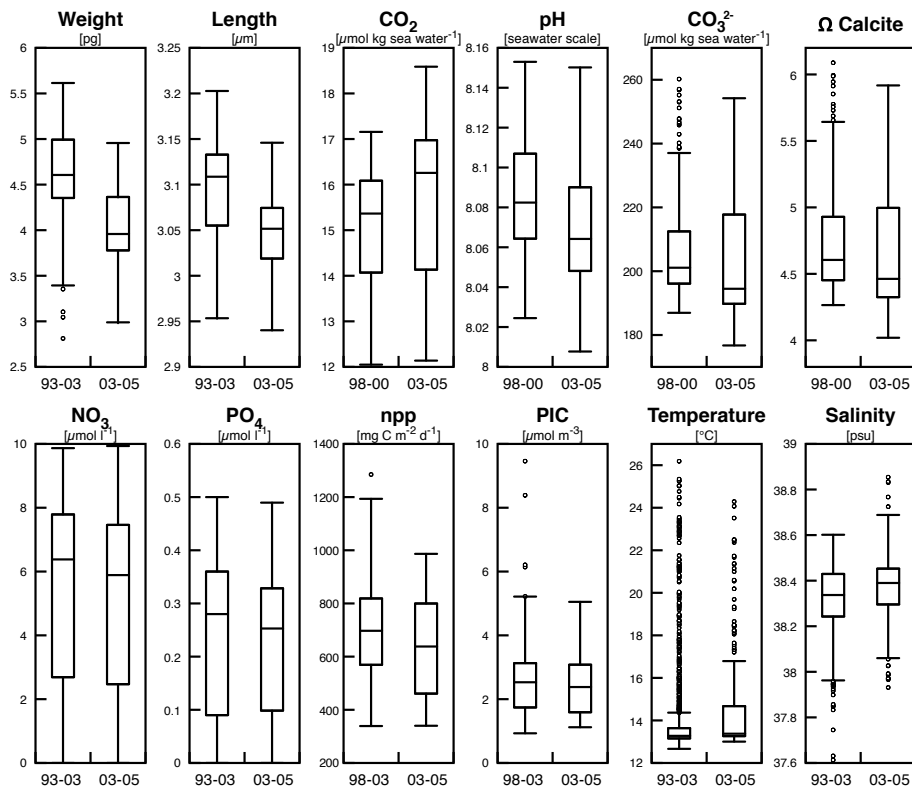 Weight Length CO2 pH CO3²⁻ Ω Calcite
[pg] [µm] [µmol kg sea water⁻¹] [seawater scale] [µmol kg sea water⁻¹]
6 3.25 19 8.16
260 6
5.5 3.2 18 8.14
5 3.15 17 8.12 240 5.5
4.5 3.1 16 8.1
220 5
4 3.05 15 8.08
3.5 3 14 8.06 200 4.5
8.04
3 2.95 13 8.02 180 4
2.5 2.9 12 8
93-03 03-05 93-03 03-05 98-00 03-05 98-00 03-05 98-00 03-05 98-00 03-05
NO3 PO4 npp PIC Temperature Salinity
[µmol l⁻¹] [µmol l⁻¹] [mg C m⁻² d⁻¹] [µmol m⁻³] [°C] [psu]
10 0.6 1400 10 39
26
0.5 1200 24 38.8
8 8
22 38.6
0.4 1000
6 6 20
38.4
0.3 800 18
4 4 38.2
0.2 600 16
38
2 0.1 400 2 14 37.8
0 0 200 0 12 37.6
93-03 03-05 93-03 03-05 98-03 03-05 98-03 03-05 93-03 03-05 93-03 03-05